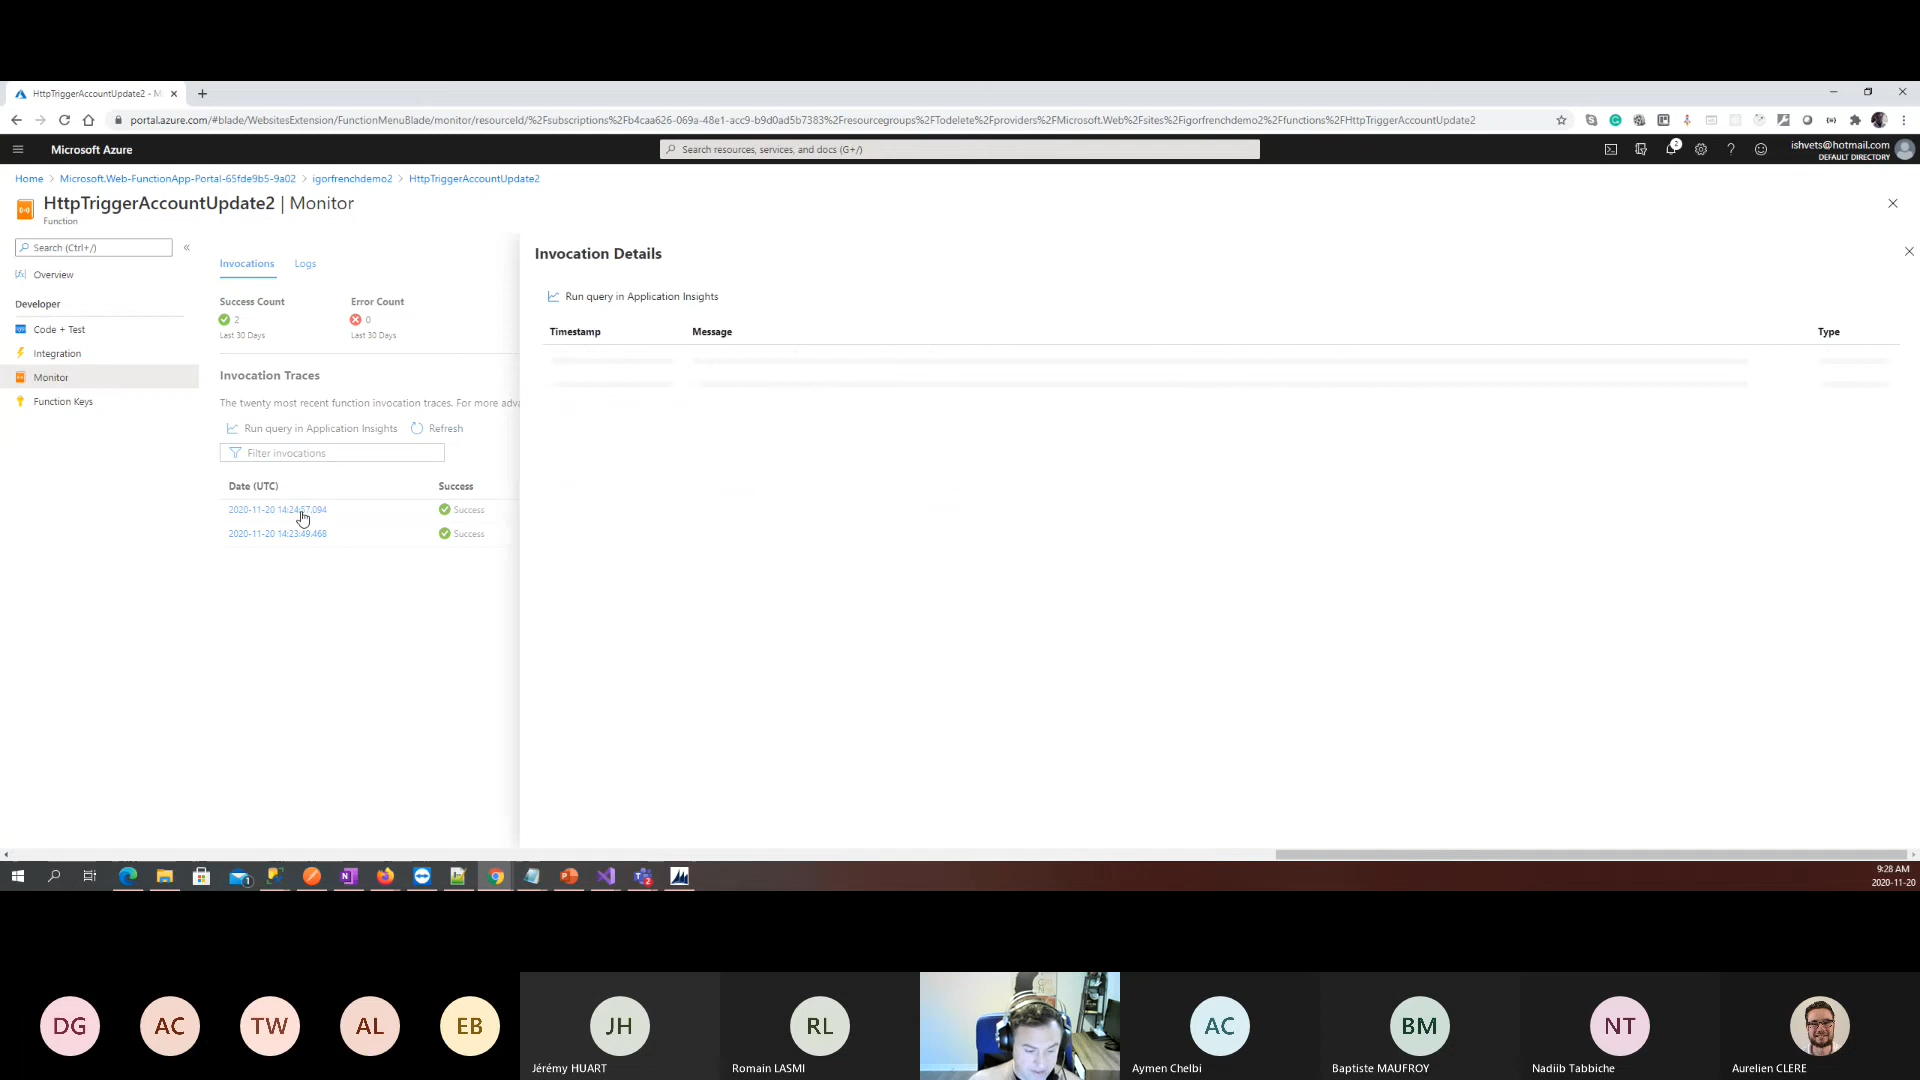 HttpTriggerAccountUpdate2 - M
portal.azure.com/#blade/WebsitesExtension/FunctionMenuBlade/monitor/resourceId/%2Fsubscriptions%2Fb4caa626-069a-48e1-acc9-b9d0ad5b7383%2Fresourcegroups%2FTodelete%2Fproviders%2FMicrosoft.Web%2Fsites%2Figorfrenchdemo2%2Ffunctions%2FHttpTriggerAccountUpdate2
Microsoft Azure
Search resources, services, and docs (G+/)
2
ishvets@hotmail.com
DEFAULT DIRECTORY
Home > Microsoft.Web-FunctionApp-Portal-65fde9b5-9a02 > igorfrenchdemo2 > HttpTriggerAccountUpdate2
HttpTriggerAccountUpdate2 | Monitor
Function
Search (Ctrl+/)
«
Overview
Developer
Code + Test
Integration
Monitor
Function Keys
Invocations
Logs
Success Count
Error Count
2
0
Last 30 Days
Last 30 Days
Invocation Traces
The twenty most recent function invocation traces. For more adva
Run query in Application Insights
Refresh
Filter invocations
Date (UTC)
Success
2020-11-20 14:24:57.094
Success
2020-11-20 14:23:49.468
Success
Invocation Details
Run query in Application Insights
Timestamp
Message
Type
9:28 AM
2020-11-20
DG
AC
TW
AL
EB
JH
Jérémy HUART
RL
Romain LASMI
AC
Aymen Chelbi
BM
Baptiste MAUFROY
NT
Nadiib Tabbiche
Aurelien CLERE